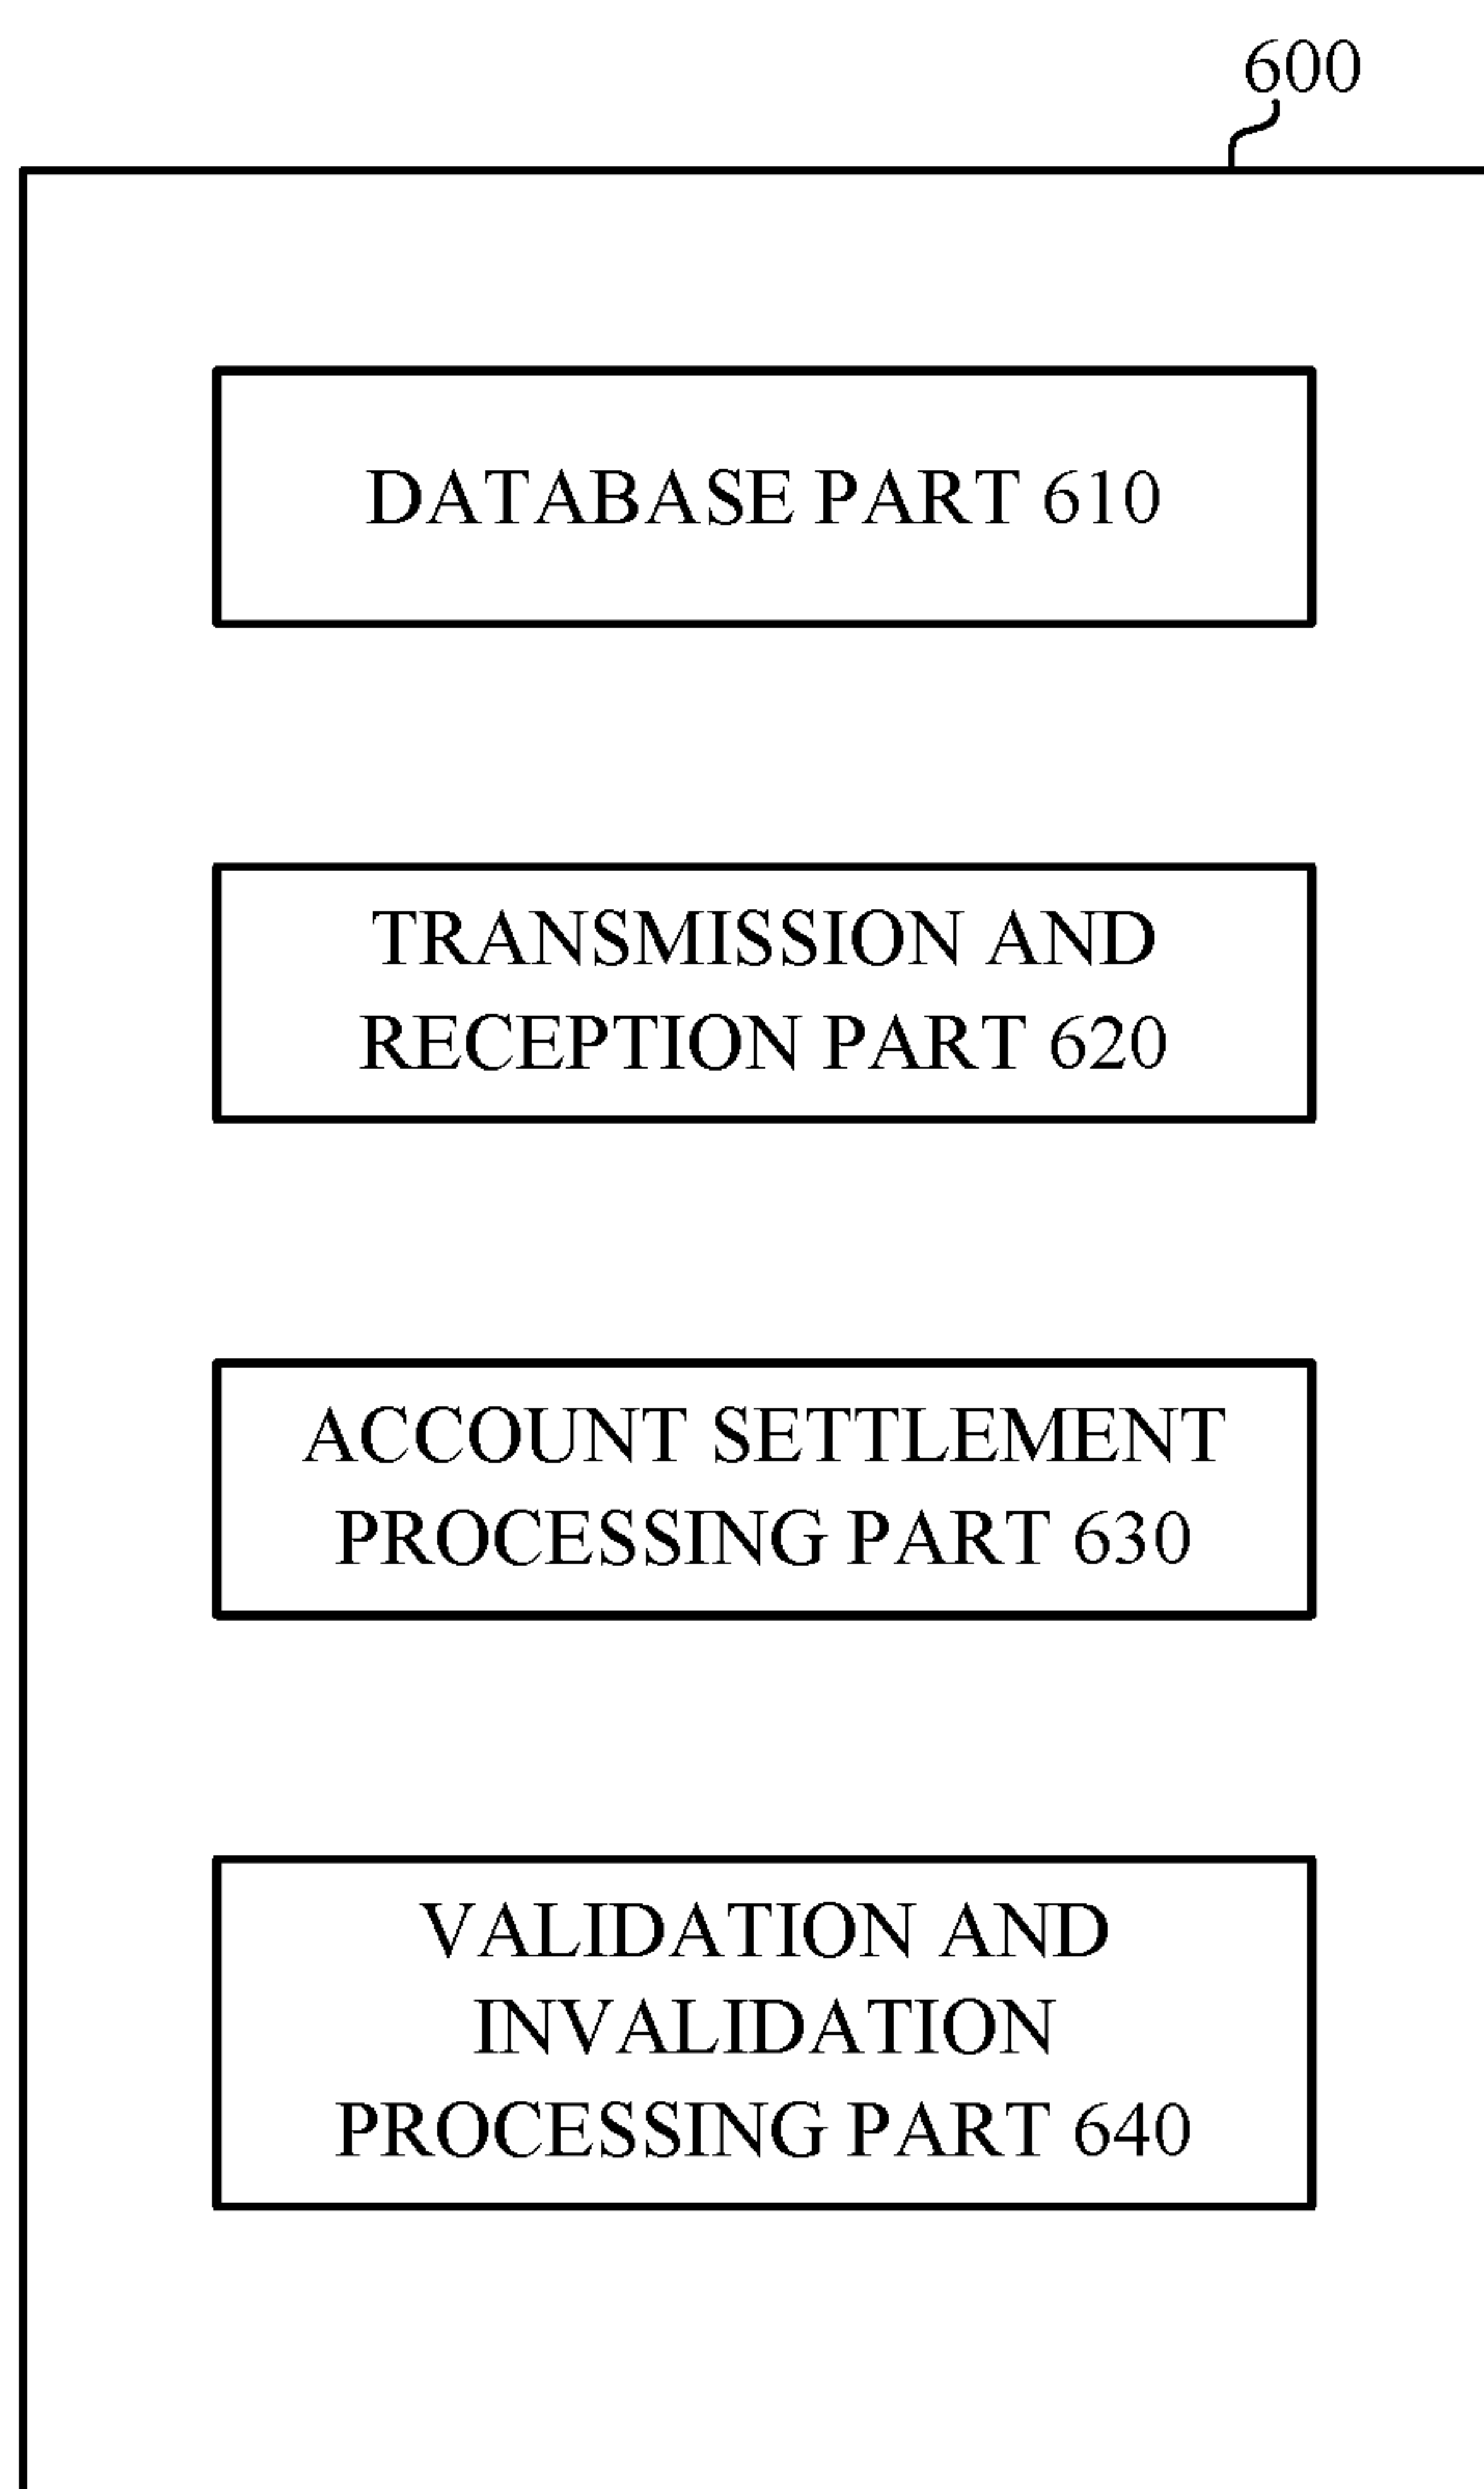 600
DATABASE PART 610
TRANSMISSION AND
RECEPTION PART 620
ACCOUNT SETTLEMENT
PROCESSING PART 630
VALIDATION AND
INVALIDATION
PROCESSING PART 640